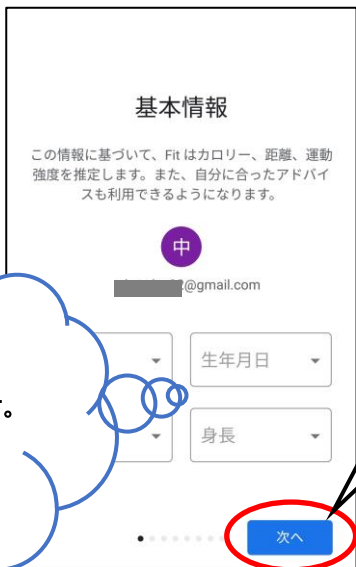 基本情報
この情報に基づいて、Fit はカロリー、距離、運動
強度を推定します。また、自分に合ったアドバイ
スも利用できるようになります。
中
@gmail.com
生年月日
。
身長
次へ